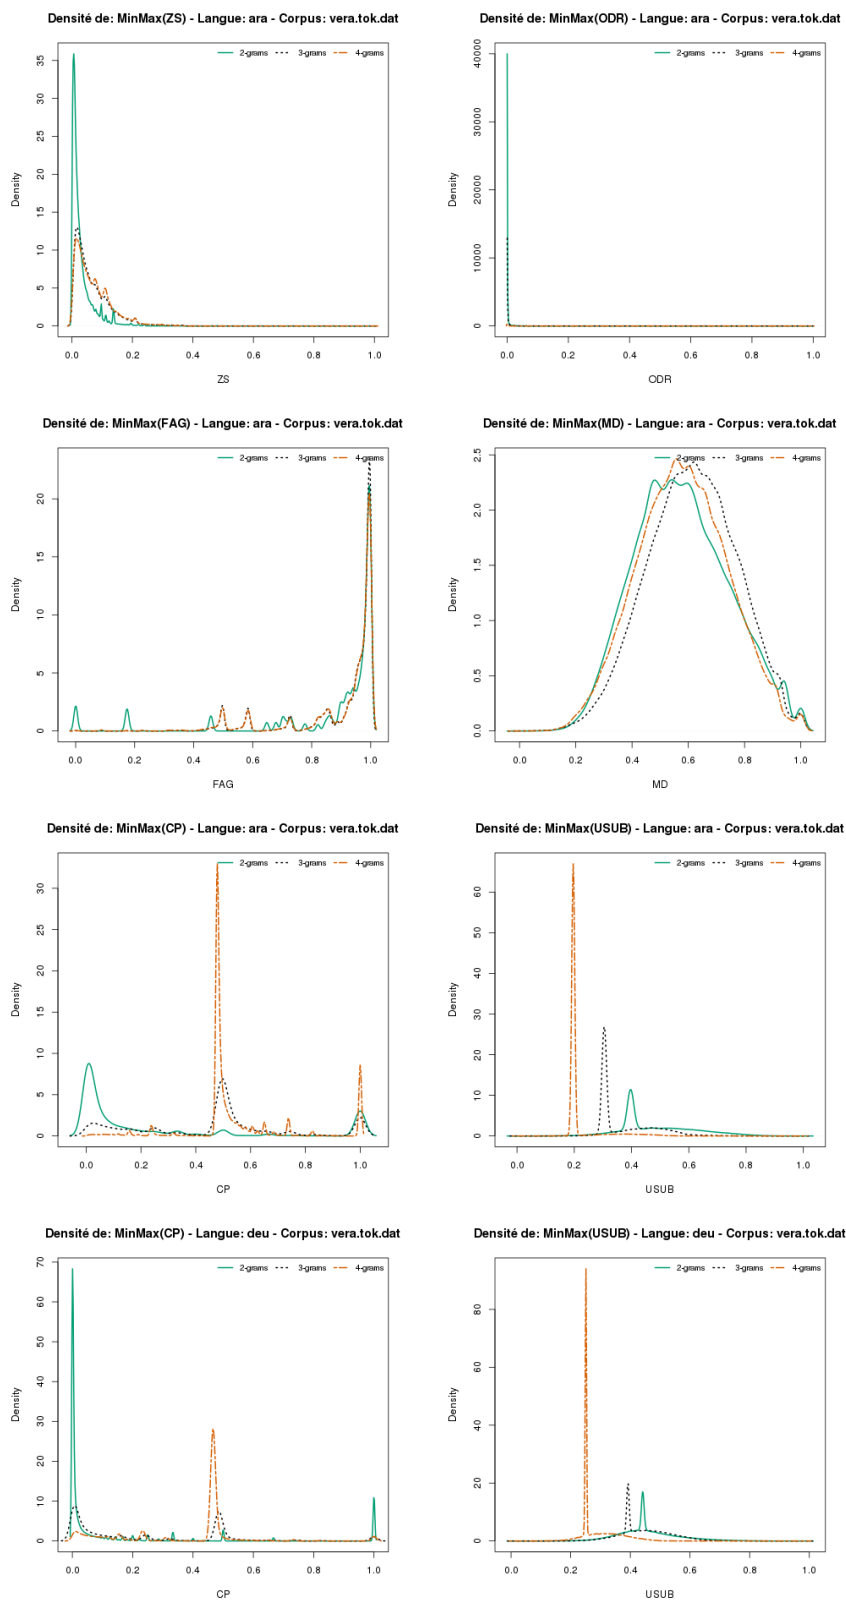 Densité de: MinMax(ZS) - Langue: ara - Corpus: vera.tok.dat
2-grams 3-grams 4-grams
Density
0 5 10 15 20 25 30 35
0.0 0.2 0.4 0.6 0.8 1.0
ZS
Densité de: MinMax(ODR) - Langue: ara - Corpus: vera.tok.dat
2-grams 3-grams 4-grams
Density
0 10000 20000 30000 40000
0.0 0.2 0.4 0.6 0.8 1.0
ODR
Densité de: MinMax(FAG) - Langue: ara - Corpus: vera.tok.dat
2-grams 3-grams 4-grams
Density
0 5 10 15 20
0.0 0.2 0.4 0.6 0.8 1.0
FAG
Densité de: MinMax(MD) - Langue: ara - Corpus: vera.tok.dat
2-grams 3-grams 4-grams
Density
0.0 0.5 1.0 1.5 2.0 2.5
0.0 0.2 0.4 0.6 0.8 1.0
MD
Densité de: MinMax(CP) - Langue: ara - Corpus: vera.tok.dat
2-grams 3-grams 4-grams
Density
0 5 10 15 20 25 30
0.0 0.2 0.4 0.6 0.8 1.0
CP
Densité de: MinMax(USUB) - Langue: ara - Corpus: vera.tok.dat
2-grams 3-grams 4-grams
Density
0 10 20 30 40 50 60
0.0 0.2 0.4 0.6 0.8 1.0
USUB
Densité de: MinMax(CP) - Langue: deu - Corpus: vera.tok.dat
2-grams 3-grams 4-grams
Density
0 10 20 30 40 50 60 70
0.0 0.2 0.4 0.6 0.8 1.0
CP
Densité de: MinMax(USUB) - Langue: deu - Corpus: vera.tok.dat
2-grams 3-grams 4-grams
Density
0 20 40 60 80
0.0 0.2 0.4 0.6 0.8 1.0
USUB